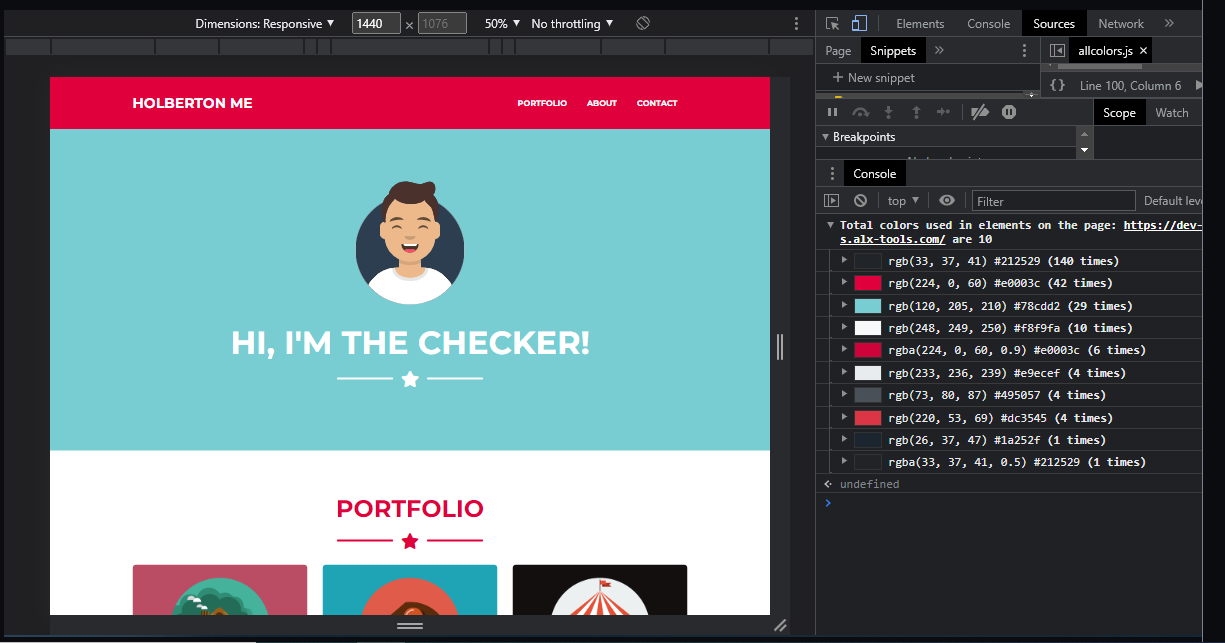 Dimensions: Responsive ▼ 1440 × 1076 50% ▼ No throttling ▼
HOLBERTON ME
PORTFOLIO ABOUT CONTACT
HI, I'M THE CHECKER!
PORTFOLIO
Elements Console Sources Network »
Page Snippets »
allcolors.js ×
+ New snippet
{ } Line 100, Column 6
Scope Watch
Breakpoints
Console
top ▼ Filter Default leve
Total colors used in elements on the page: https://dev-
s.alx-tools.com/ are 10
rgb(33, 37, 41) #212529 (140 times)
rgb(224, 0, 60) #e0003c (42 times)
rgb(120, 205, 210) #78cdd2 (29 times)
rgb(248, 249, 250) #f8f9fa (10 times)
rgba(224, 0, 60, 0.9) #e0003c (6 times)
rgb(233, 236, 239) #e9ecef (4 times)
rgb(73, 80, 87) #495057 (4 times)
rgb(220, 53, 69) #dc3545 (4 times)
rgb(26, 37, 47) #1a252f (1 times)
rgba(33, 37, 41, 0.5) #212529 (1 times)
undefined